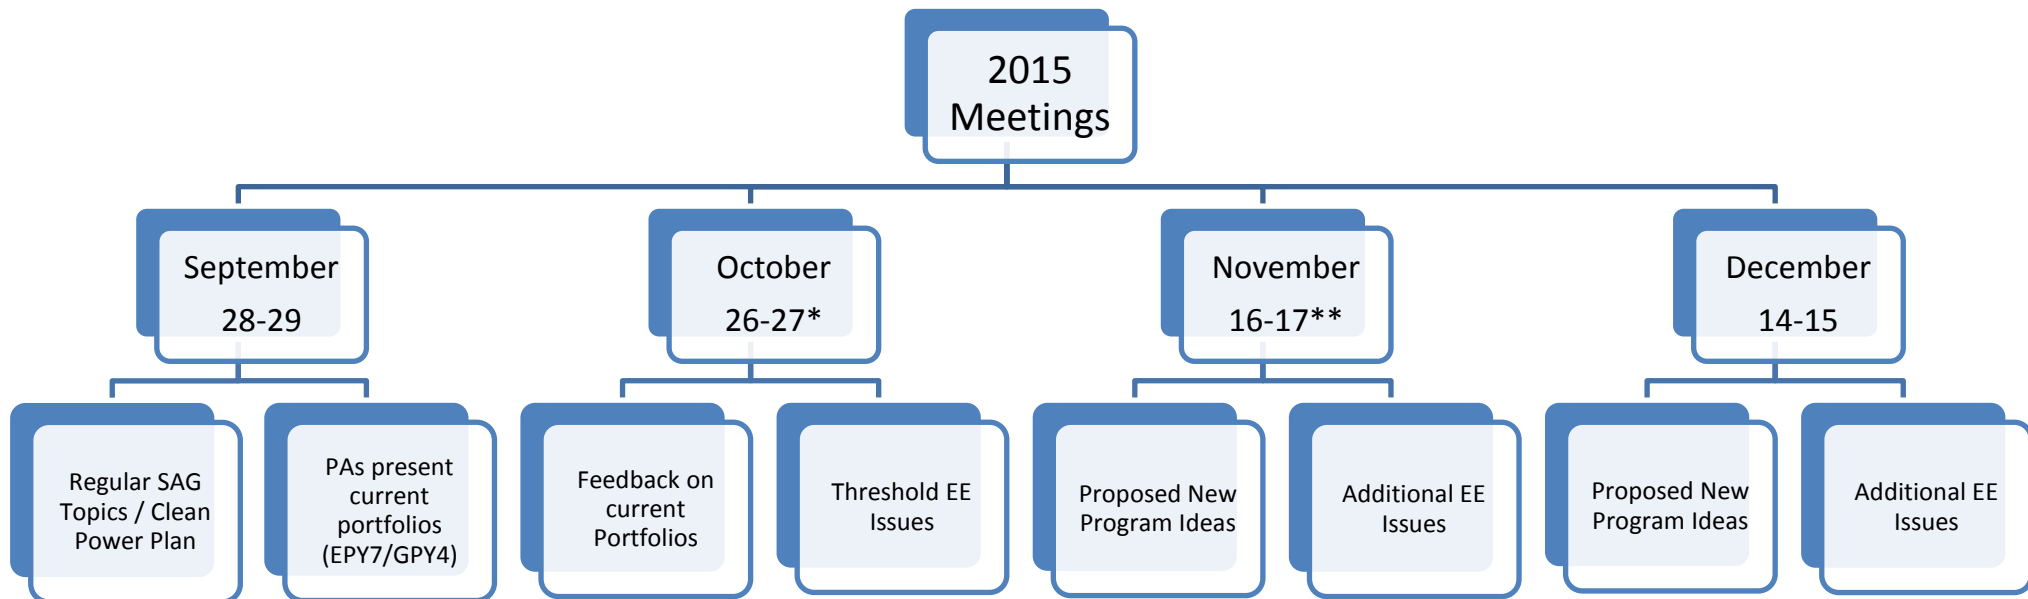 2015
Meetings
September
28-29
October
26-27*
November
16-17**
December
14-15
Regular SAG
Topics / Clean
Power Plan
PAs present
current
portfolios
(EPY7/GPY4)
Feedback on
current
Portfolios
Threshold EE
Issues
Proposed New
Program Ideas
Additional EE
Issues
Proposed New
Program Ideas
Additional EE
Issues